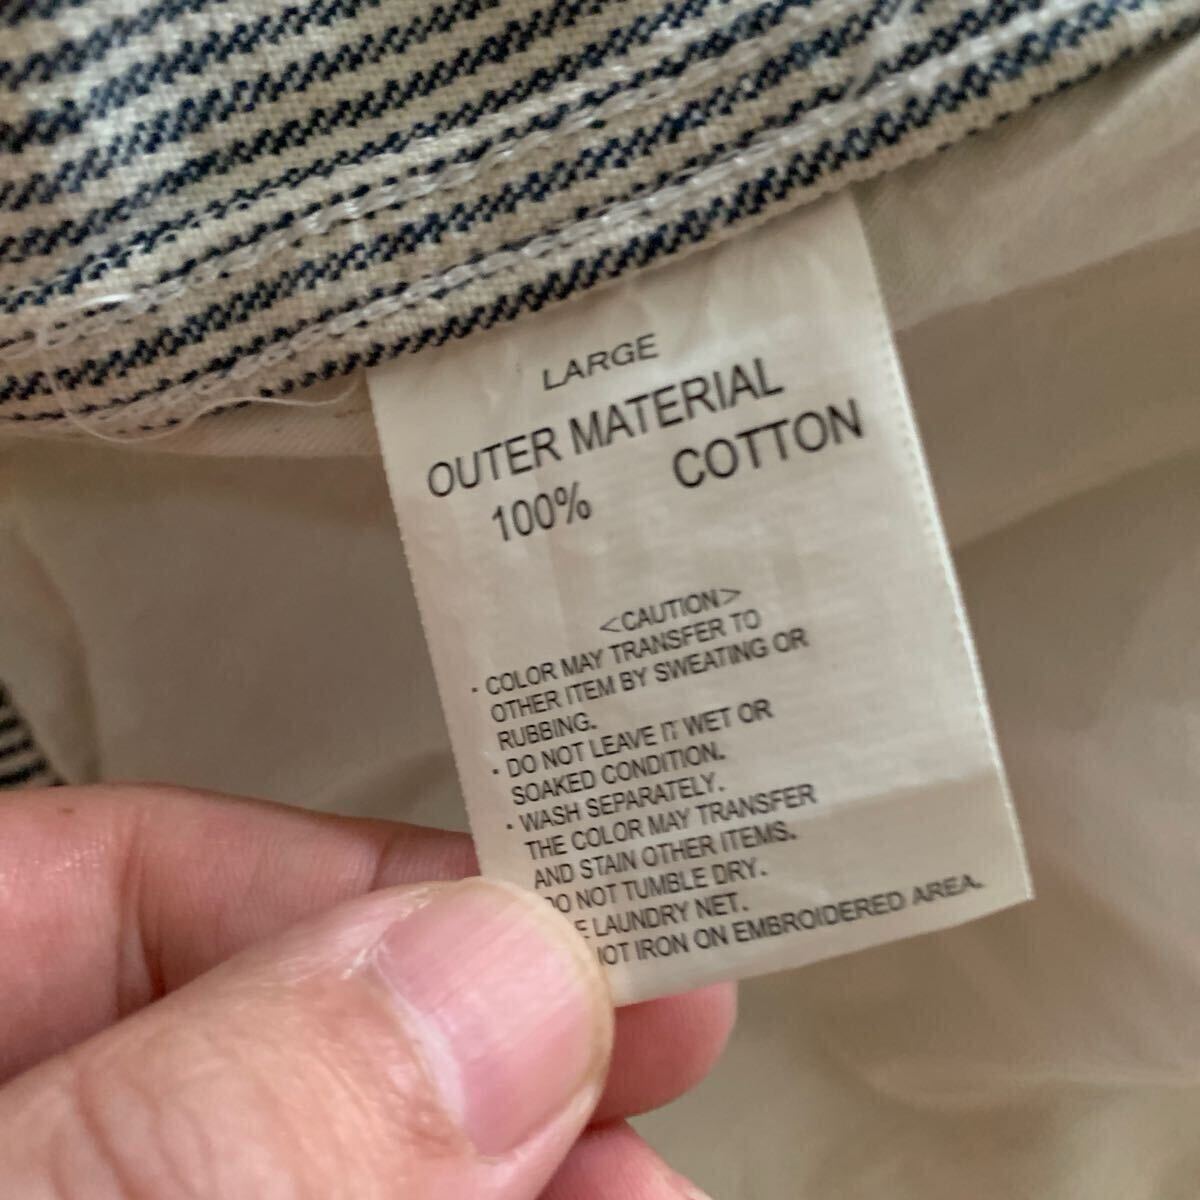 LARGE
OUTER MATERIAL
100% COTTON
<CAUTION>
· COLOR MAY TRANSFER TO
OTHER ITEM BY SWEATING OR
RUBBING.
· DO NOT LEAVE IT WET OR
SOAKED CONDITION.
· WASH SEPARATELY.
THE COLOR MAY TRANSFER
AND STAIN OTHER ITEMS.
DO NOT TUMBLE DRY.
LAUNDRY NET.
IRON ON EMBROIDERED AREA.